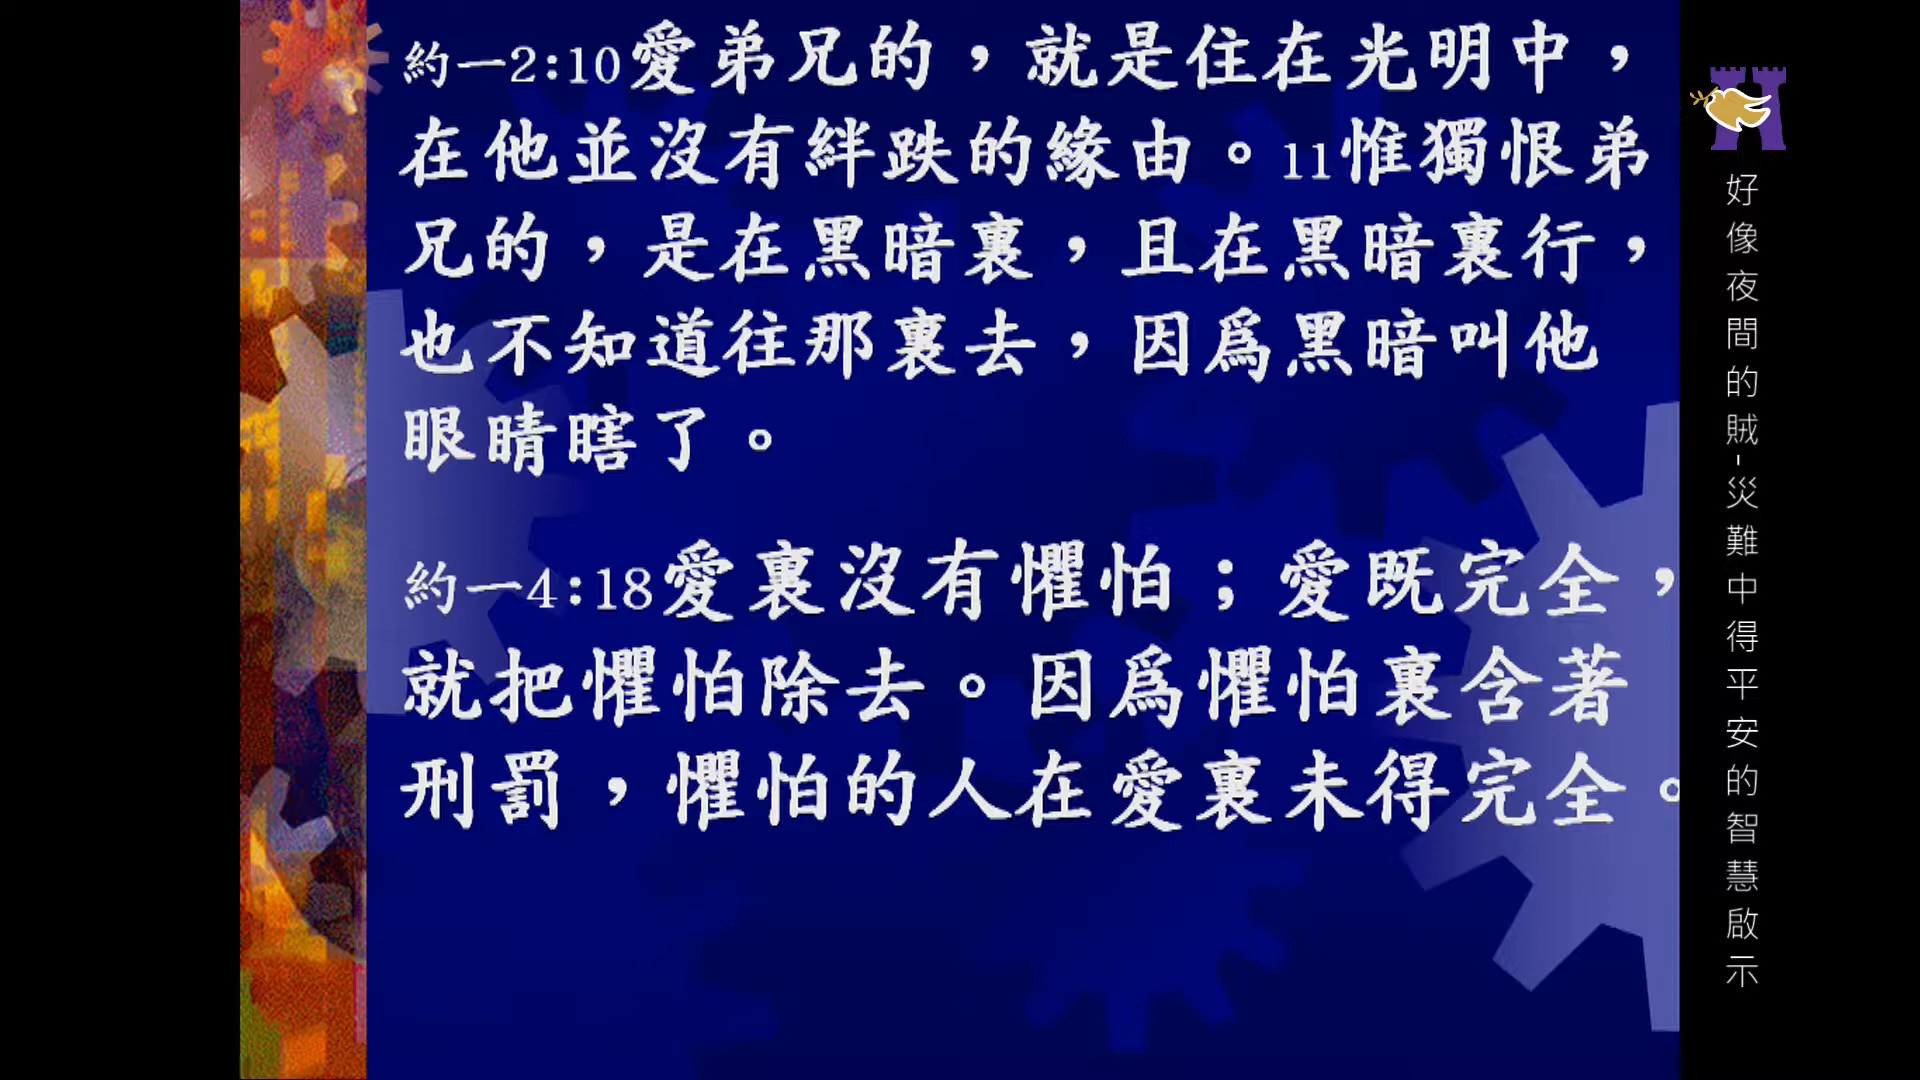 約一2:10愛弟兄的，就是住在光明中，
在他並沒有絆跌的緣由。11惟獨恨弟
兄的，是在黑暗裏，且在黑暗裏行，
也不知道往那裏去，因爲黑暗叫他
眼睛瞎了。
約一4:18愛裏沒有懼怕；愛既完全，
就把懼怕除去。因爲懼怕裏含著
刑罰，懼怕的人在愛裏未得完全。
好像夜間的賊-災難中得平安的智慧啟示